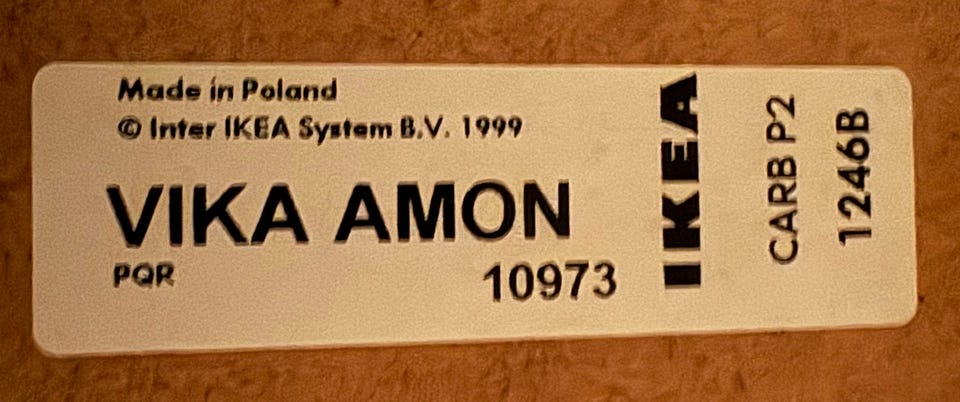 Made in Poland
© Inter IKEA System B.V. 1999
VIKA AMON
PQR
10973
IKEA
CARB P2
1246B